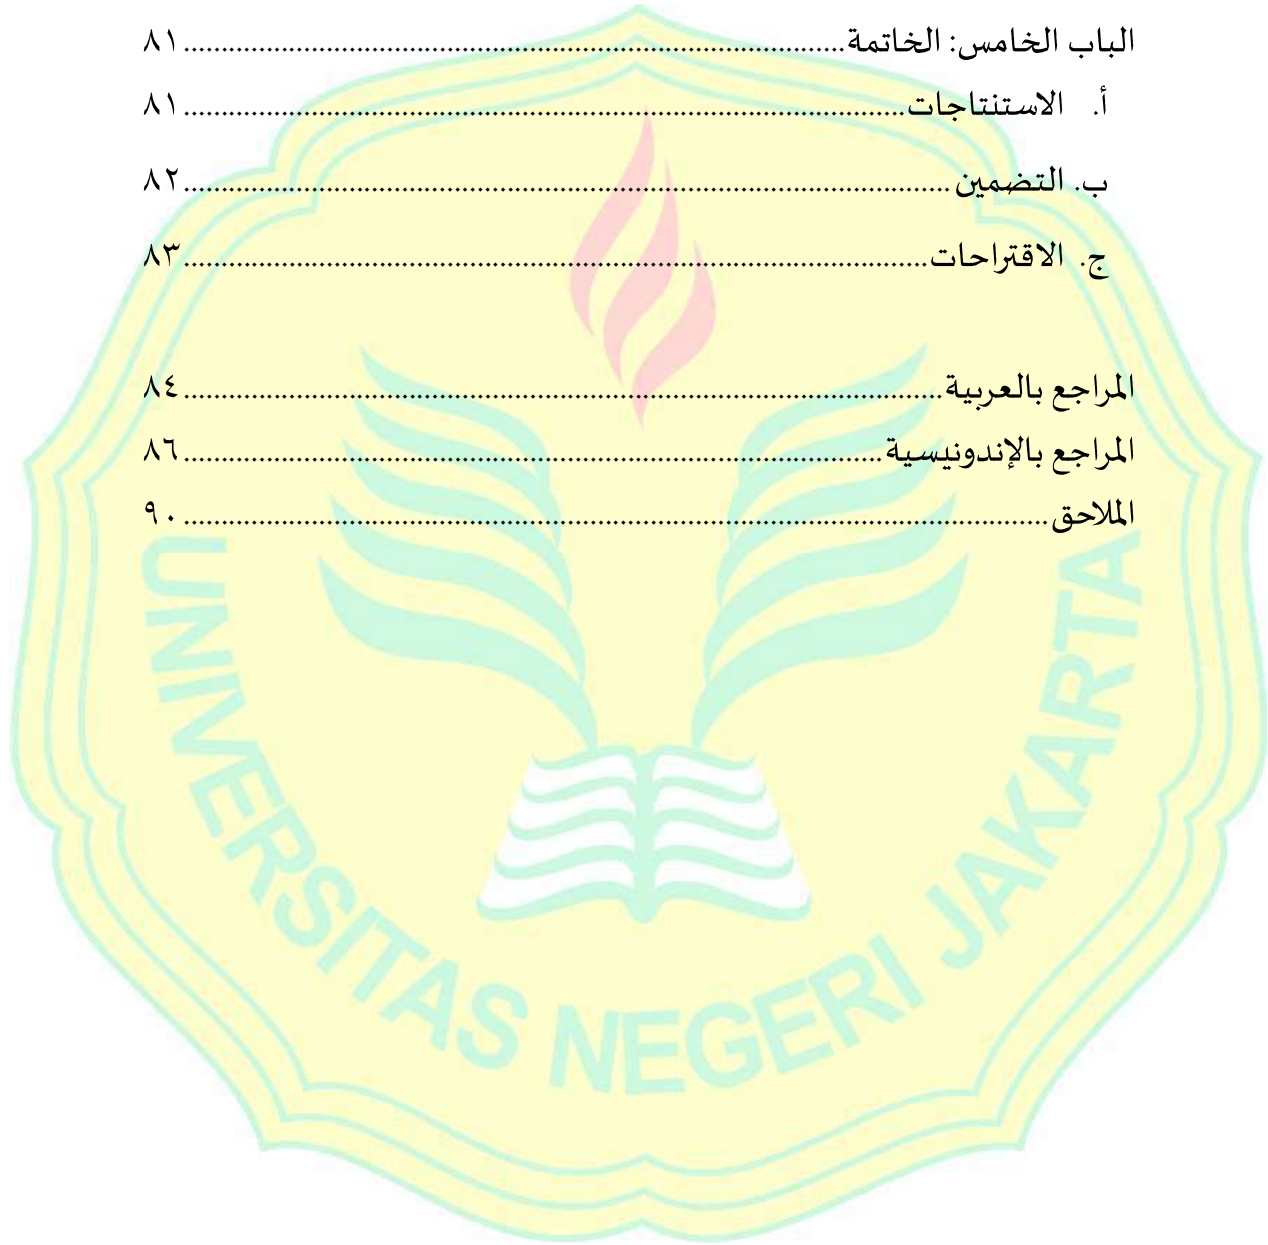 الباب الخامس: الخاتمة........................................................................................٨١
أ. الاستنتاجات................................................................................................٨١
ب. التضمين......................................................................................................٨٢
ج. الاقتراحات...................................................................................................٨٣
المراجع بالعربية.....................................................................................................٨٤
المراجع بالإندونيسية.............................................................................................٨٦
الملاحق...................................................................................................................٩٠
UNIVERSITAS NEGERI JAKARTA